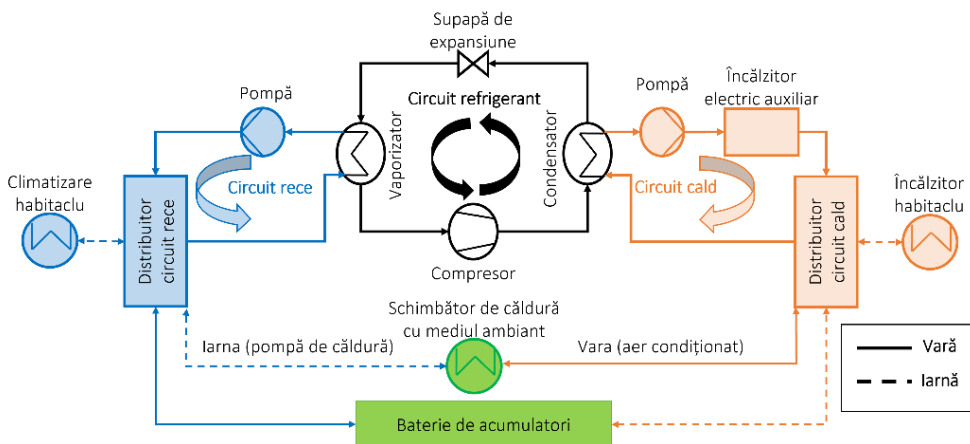 Supapă de
expansiune
Pompă
Circuit refrigerant
Pompă
Încălzitor
electric auxiliar
Vaporizator
Condensator
Circuit rece
Circuit cald
Climatizare
habitaclu
Distribuitor
circuit rece
Compresor
Distribuitor
circuit cald
Încălzitor
habitaclu
Schimbător de căldură
cu mediul ambiant
Iarna (pompă de căldură)
Vara (aer condiționat)
Vară
Iarnă
Baterie de acumulatori